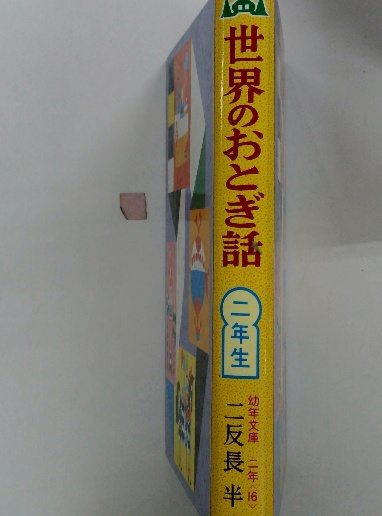 世界のおとぎ話
二年生
幼年文庫 二年〈16〉
二反長 半